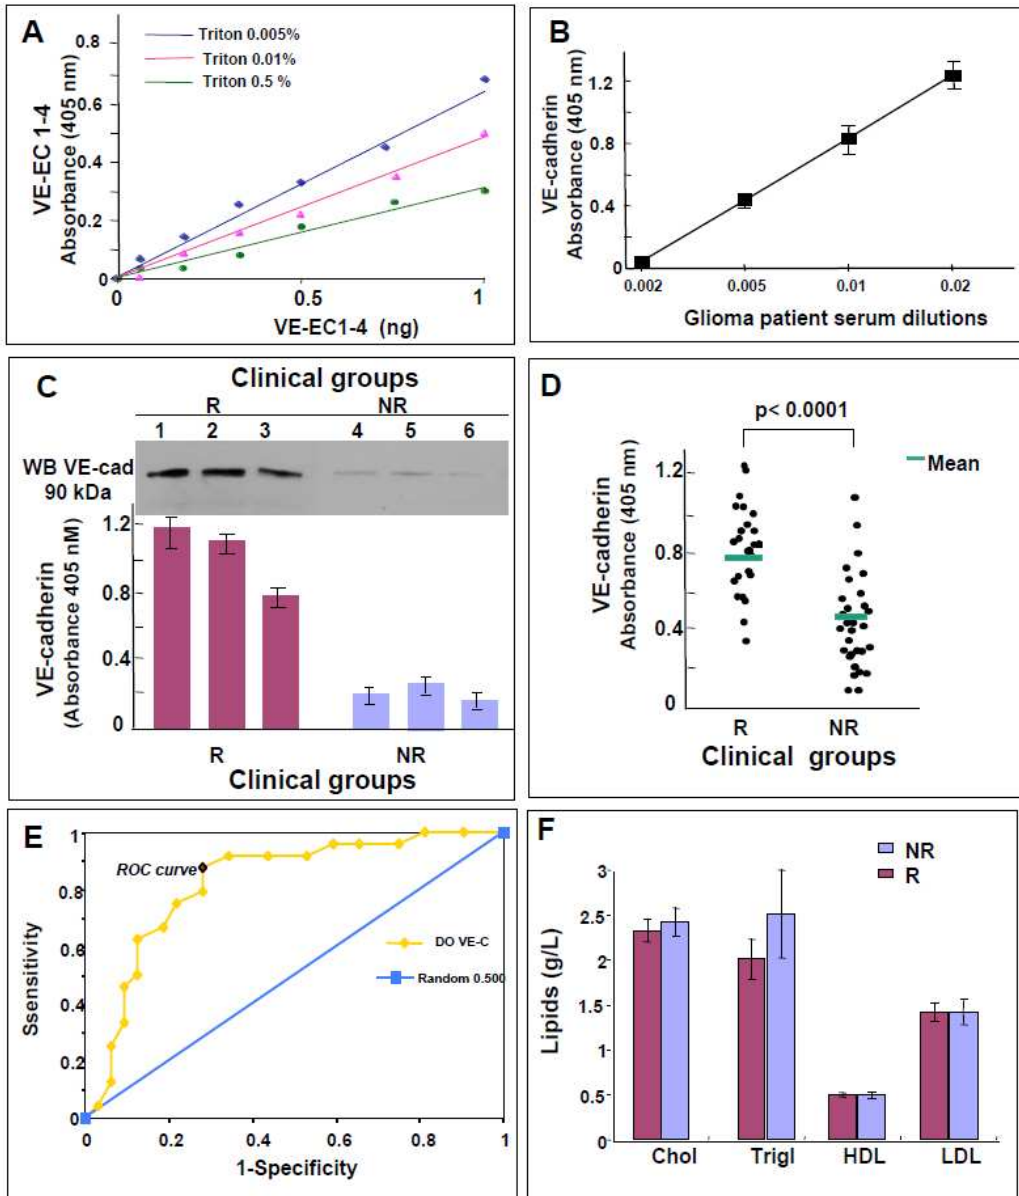 A
Triton 0.005%
Triton 0.01%
Triton 0.5 %
VE-EC 1-4
Absorbance (405 nm)
0.8
0.6
0.4
0.2
0
0
0.5
1
VE-EC1-4 (ng)
B
VE-cadherin
Absorbance (405 nm)
1.2
0.8
0.4
0
0.002
0.005
0.01
0.02
Glioma patient serum dilutions
C
Clinical groups
R
NR
1 2 3 4 5 6
WB VE-cad
90 kDa
VE-cadherin
(Absorbance 405 nM)
1.2
0.8
0.4
0
R
NR
Clinical groups
D
p< 0.0001
Mean
VE-cadherin
Absorbance (405 nm)
1.2
0.8
0.4
0
R
NR
Clinical groups
E
ROC curve
DO VE-C
Random 0.500
Ssensitivity
1
0.8
0.6
0.4
0.2
0
0
0.2
0.4
0.6
0.8
1
1-Specificity
F
NR
R
Lipids (g/L)
3
2.5
2
1.5
1
0.5
0
Chol
Trigl
HDL
LDL